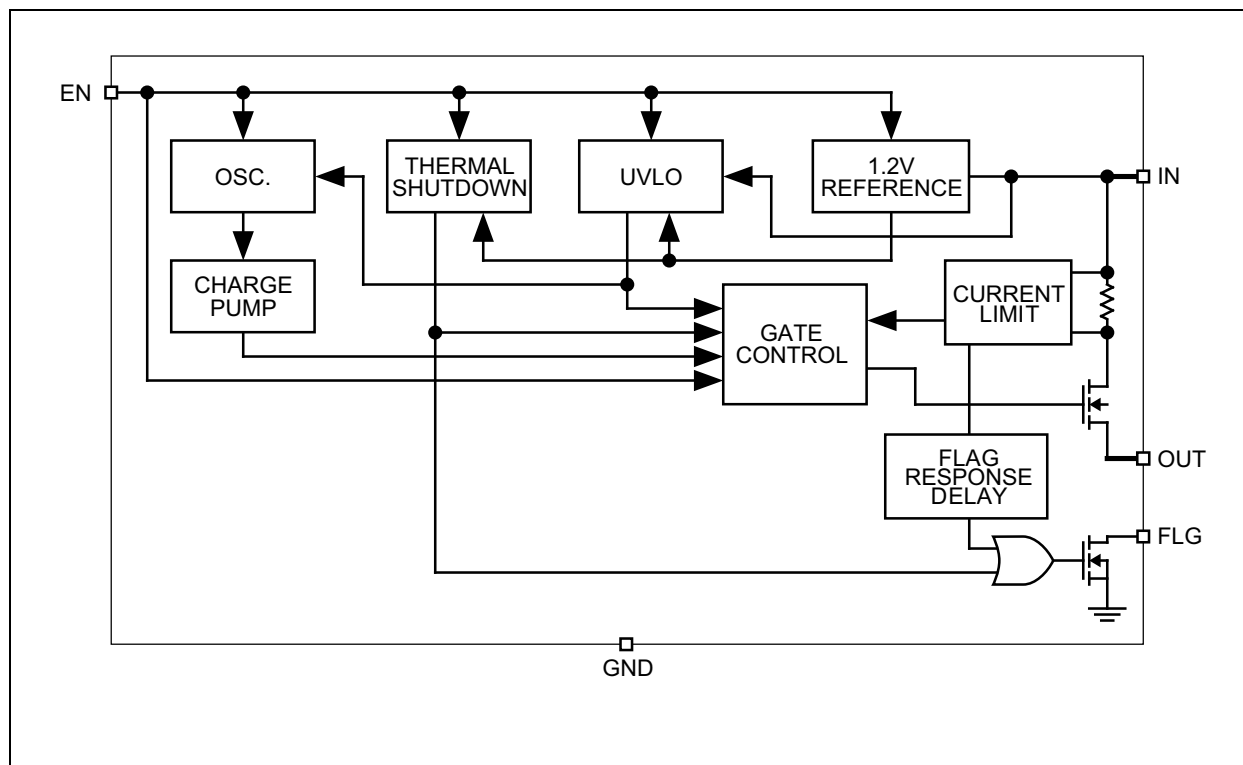 EN
OSC.
THERMAL
SHUTDOWN
UVLO
1.2V
REFERENCE
IN
CHARGE
PUMP
GATE
CONTROL
CURRENT
LIMIT
FLAG
RESPONSE
DELAY
OUT
FLG
GND